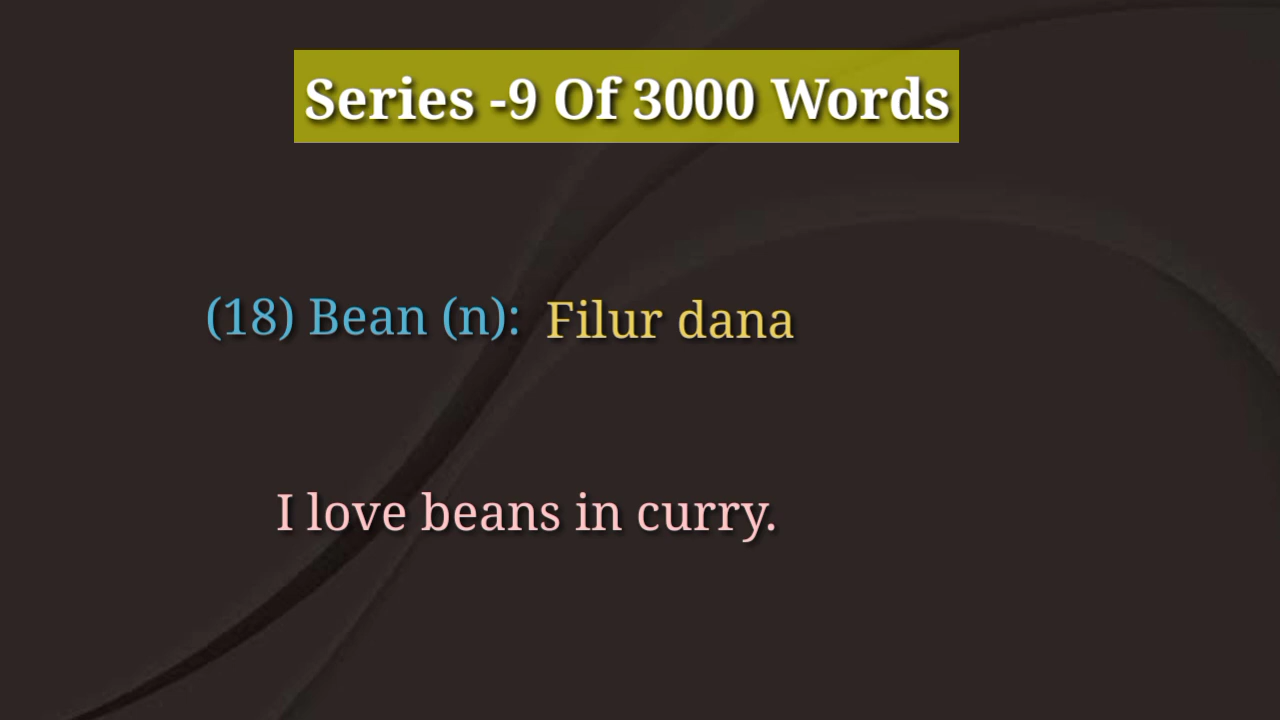 Series -9 Of 3000 Words
(18) Bean (n): Filur dana
I love beans in curry.